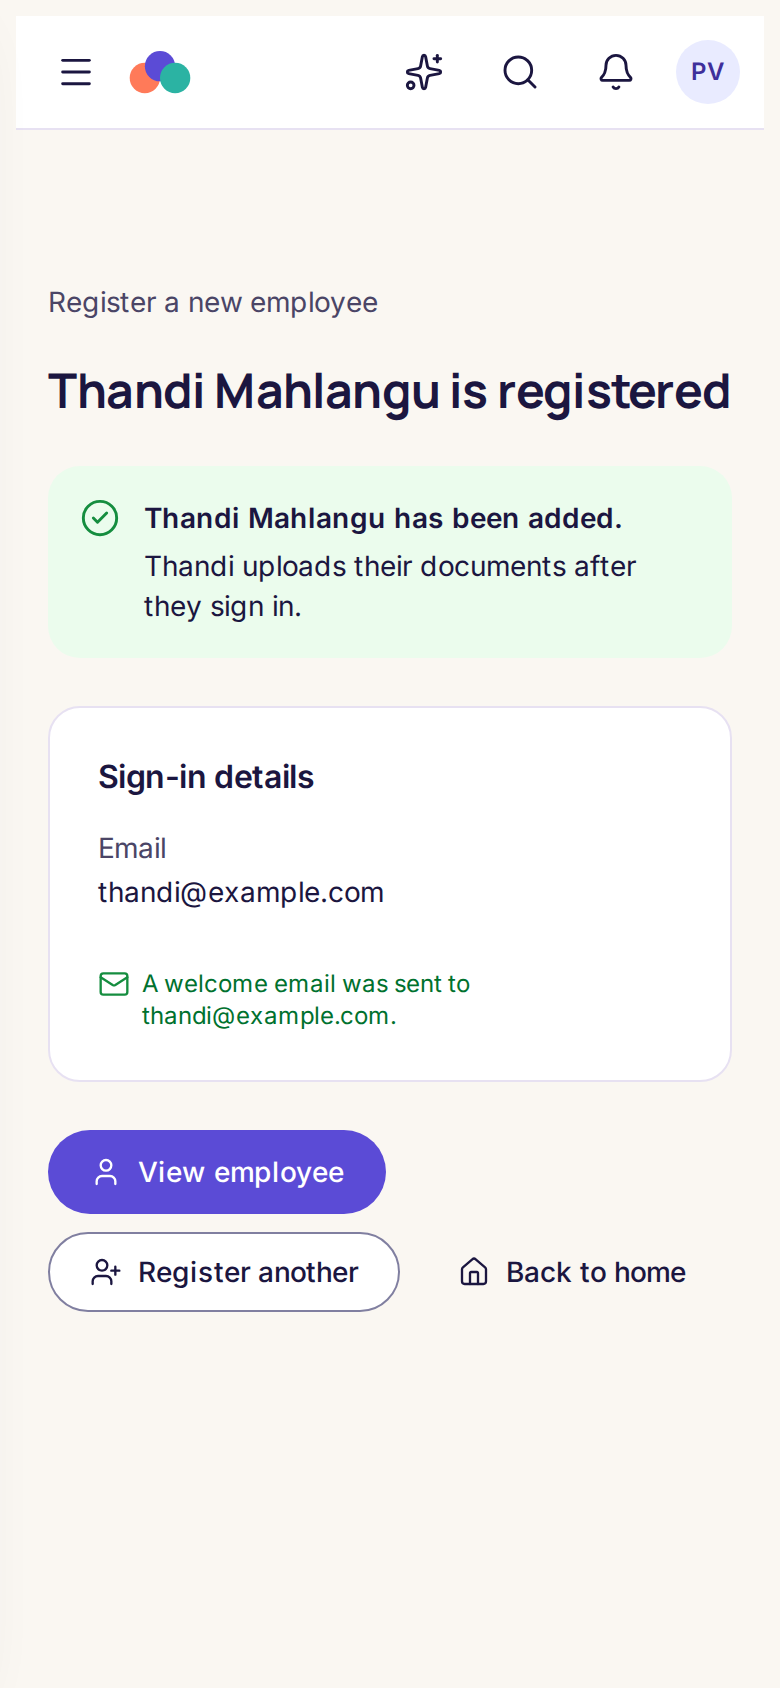 PV
Register a new employee
Thandi Mahlangu is registered
Thandi Mahlangu has been added.
Thandi uploads their documents after
they sign in.
Sign-in details
Email
thandi@example.com
A welcome email was sent to
thandi@example.com.
View employee
Register another
Back to home